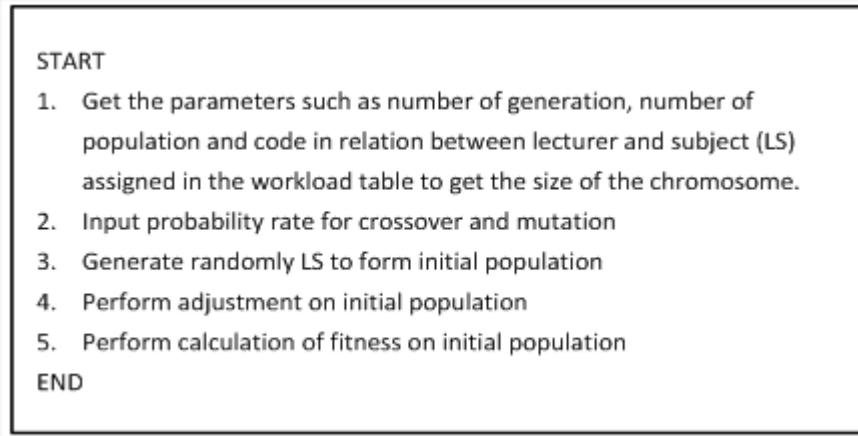 START
1. Get the parameters such as number of generation, number of
population and code in relation between lecturer and subject (LS)
assigned in the workload table to get the size of the chromosome.
2. Input probability rate for crossover and mutation
3. Generate randomly LS to form initial population
4. Perform adjustment on initial population
5. Perform calculation of fitness on initial population
END